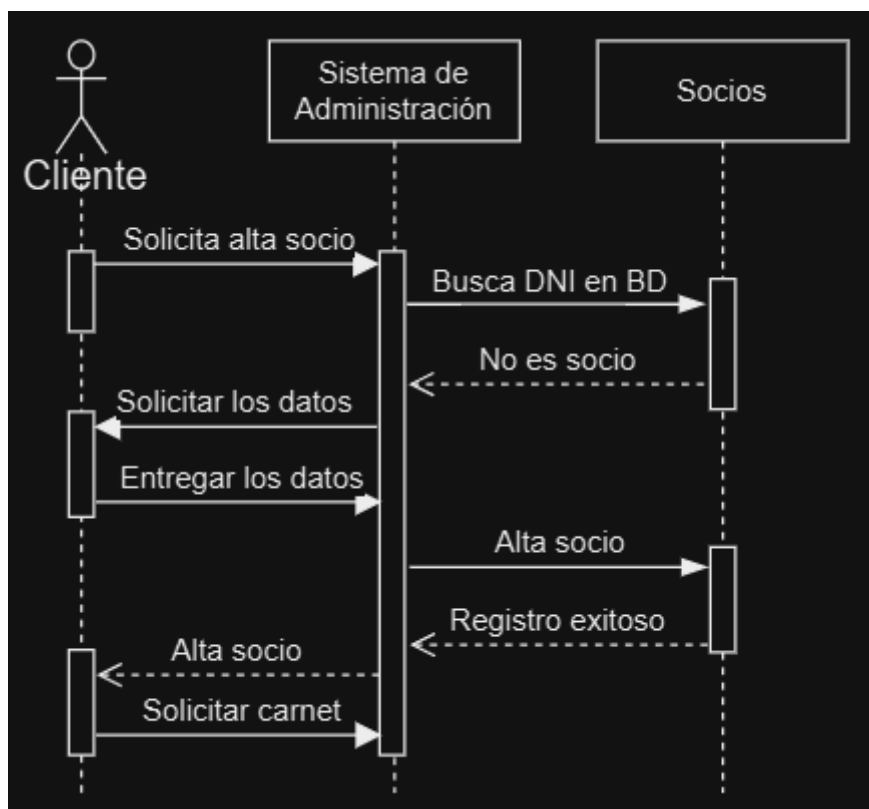 Sistema de
Administración
Socios
Cliente
Solicita alta socio
Busca DNI en BD
No es socio
Solicitar los datos
Entregar los datos
Alta socio
Registro exitoso
Alta socio
Solicitar carnet